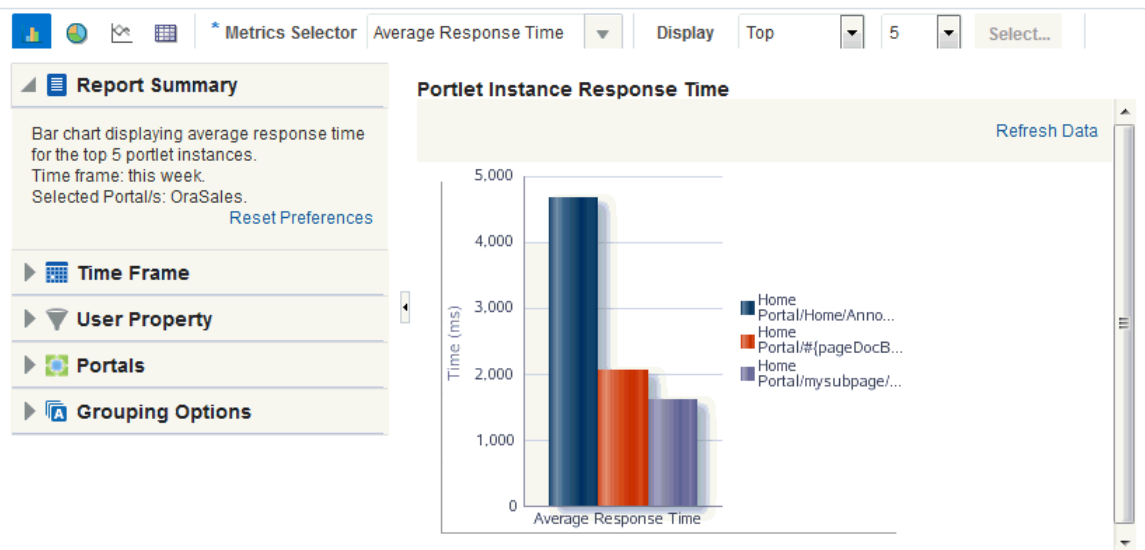 * Metrics Selector Average Response Time Display Top 5 Select...
Report Summary
Bar chart displaying average response time
for the top 5 portlet instances.
Time frame: this week.
Selected Portal/s: OraSales.
Reset Preferences
Time Frame
User Property
Portals
Grouping Options
Portlet Instance Response Time
Refresh Data
Time (ms)
5,000
4,000
3,000
2,000
1,000
0
Average Response Time
Home
Portal/Home/Anno...
Home
Portal/#{pageDocB...
Home
Portal/mysubpage/...